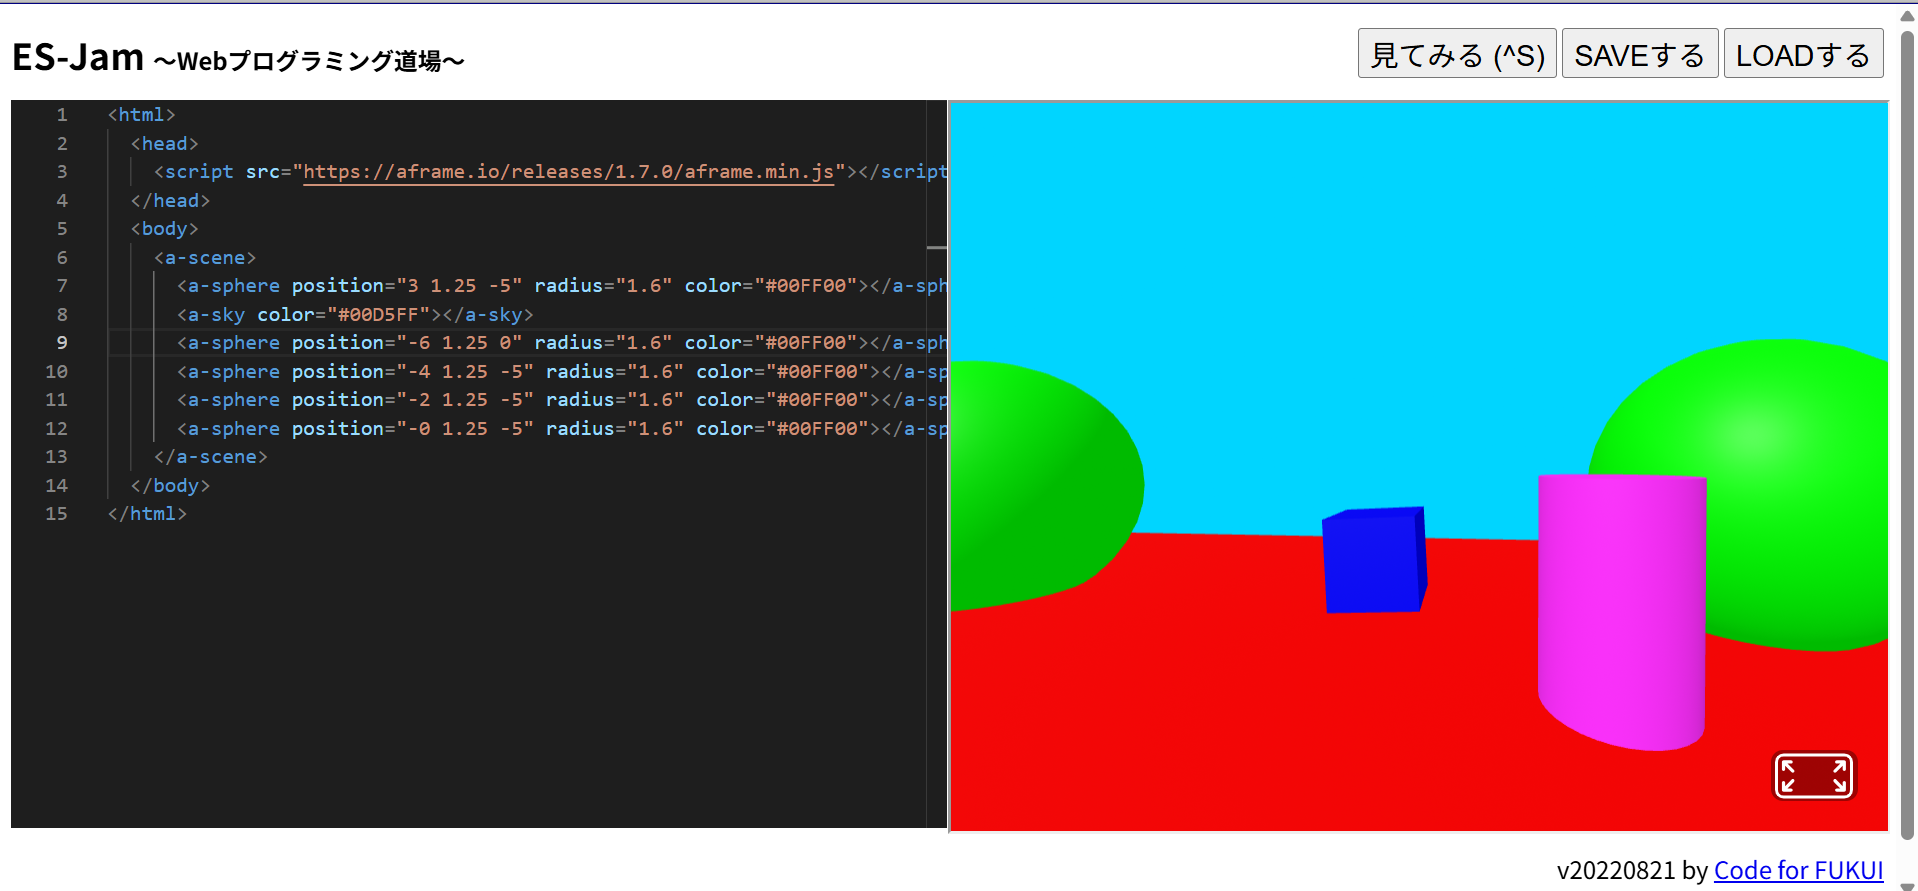 ES-Jam 〜Webプログラミング道場〜
見てみる (^S) SAVEする LOADする
1 <html>
2 <head>
3 <script src="https://aframe.io/releases/1.7.0/aframe.min.js"></script
4 </head>
5 <body>
6 <a-scene>
7 <a-sphere position="3 1.25 -5" radius="1.6" color="#00FF00"></a-sph
8 <a-sky color="#00D5FF"></a-sky>
9 <a-sphere position="-6 1.25 0" radius="1.6" color="#00FF00"></a-sph
10 <a-sphere position="-4 1.25 -5" radius="1.6" color="#00FF00"></a-sp
11 <a-sphere position="-2 1.25 -5" radius="1.6" color="#00FF00"></a-sp
12 <a-sphere position="-0 1.25 -5" radius="1.6" color="#00FF00"></a-sp
13 </a-scene>
14 </body>
15 </html>
v20220821 by Code for FUKUI